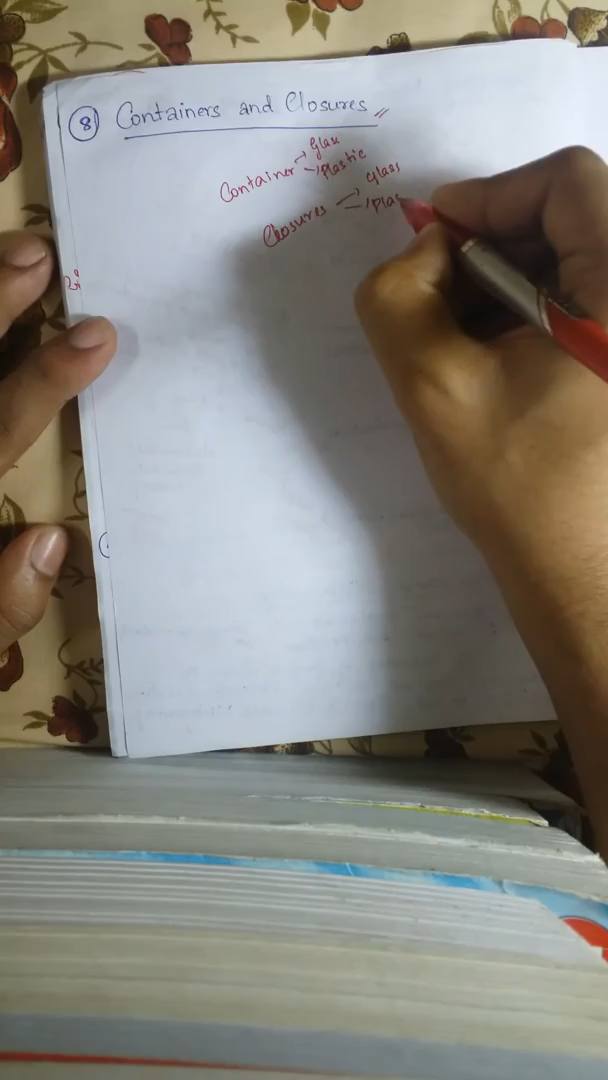 8 Containers and Closures
Glass
Container Plastic
Glass
Closures Plas